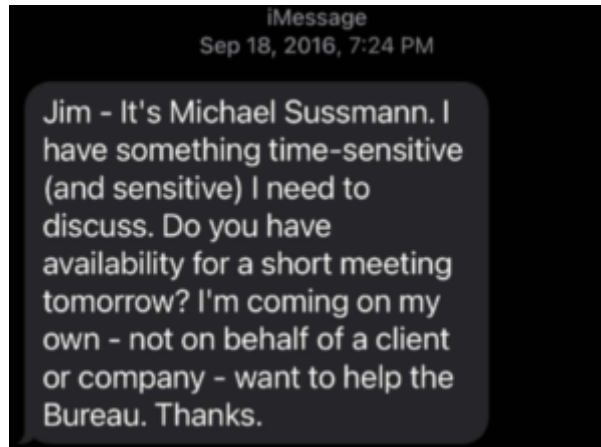 iMessage
Sep 18, 2016, 7:24 PM
Jim - It's Michael Sussmann. I
have something time-sensitive
(and sensitive) I need to
discuss. Do you have
availability for a short meeting
tomorrow? I'm coming on my
own - not on behalf of a client
or company - want to help the
Bureau. Thanks.